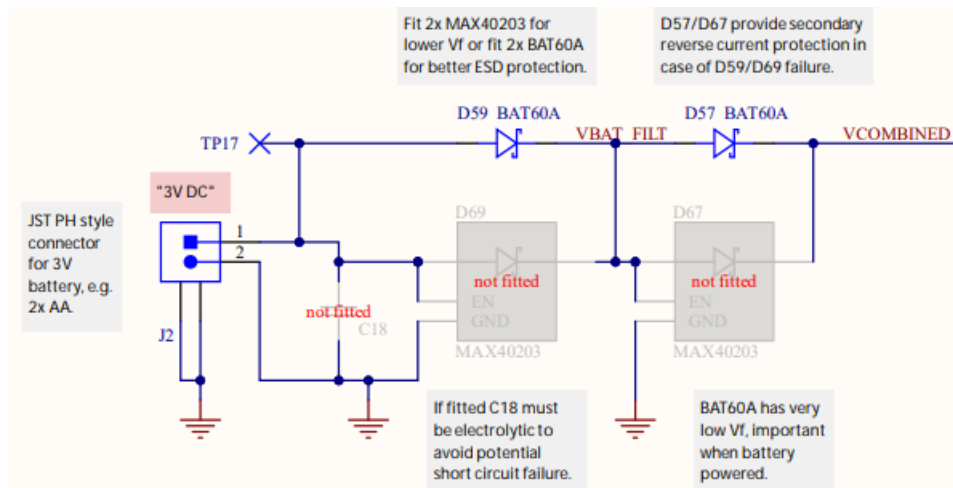 Fit 2x MAX40203 for
lower Vf or fit 2x BAT60A
for better ESD protection.
D57/D67 provide secondary
reverse current protection in
case of D59/D69 failure.
D59 BAT60A
D57 BAT60A
TP17
VBAT_FILT
VCOMBINED
"3V DC"
JST PH style
connector
for 3V
battery, e.g.
2x AA.
1
2
J2
not fitted
C18
D69
not fitted
EN
GND
MAX40203
D67
not fitted
EN
GND
MAX40203
If fitted C18 must
be electrolytic to
avoid potential
short circuit failure.
BAT60A has very
low Vf, important
when battery
powered.